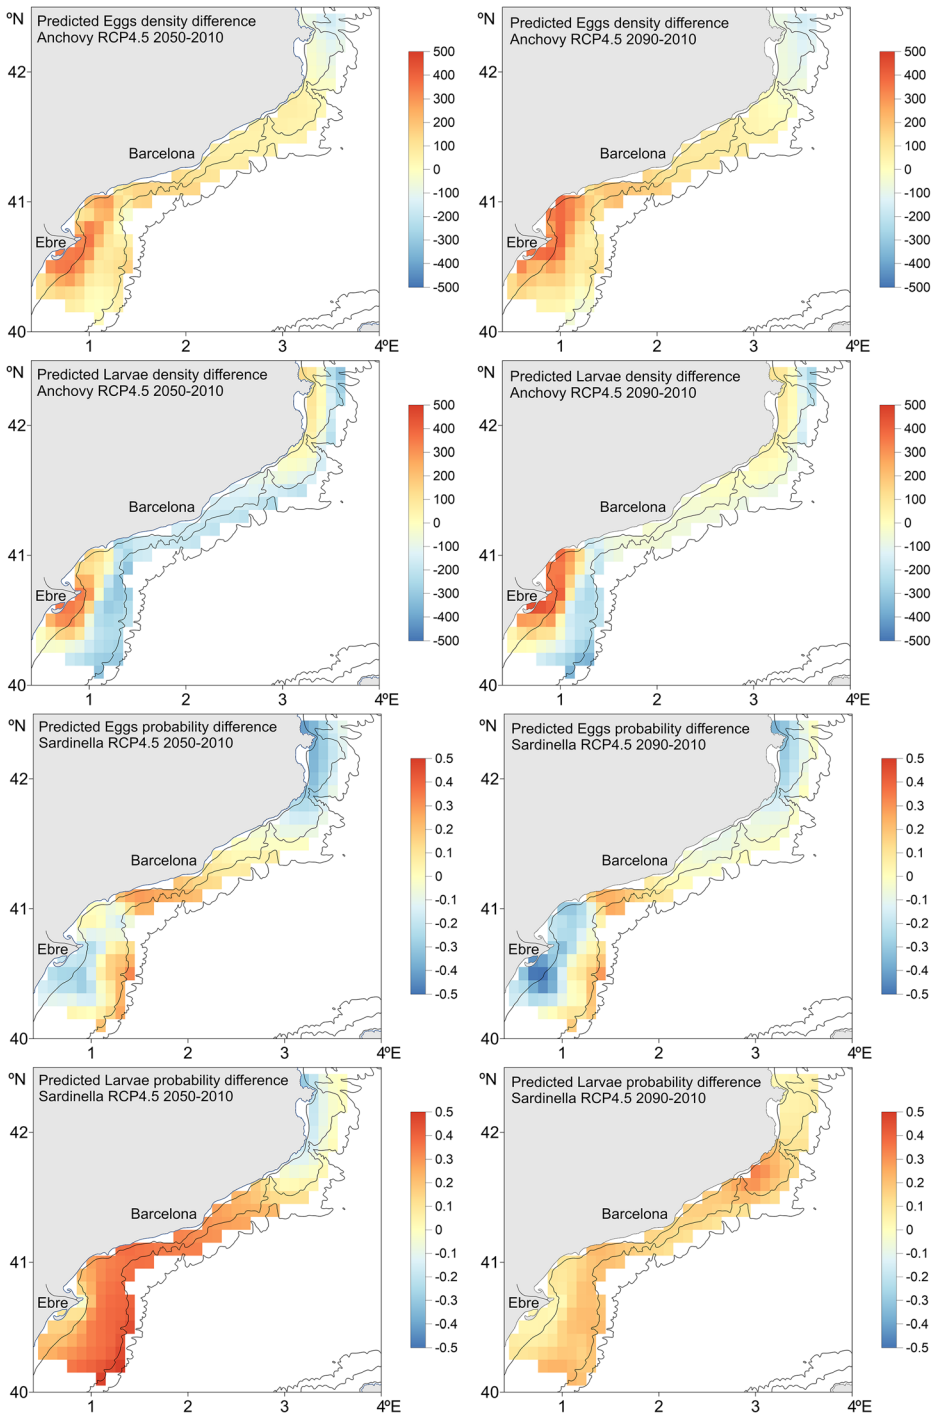 ºN
Predicted Eggs density difference
Anchovy RCP4.5 2050-2010
500
400
300
200
100
0
-100
-200
-300
-400
-500
42
41
40
Barcelona
Ebre
1
2
3
4ºE
ºN
Predicted Eggs density difference
Anchovy RCP4.5 2090-2010
500
400
300
200
100
0
-100
-200
-300
-400
-500
42
41
40
Barcelona
Ebre
1
2
3
4ºE
ºN
Predicted Larvae density difference
Anchovy RCP4.5 2050-2010
500
400
300
200
100
0
-100
-200
-300
-400
-500
42
41
40
Barcelona
Ebre
1
2
3
4ºE
ºN
Predicted Larvae density difference
Anchovy RCP4.5 2090-2010
500
400
300
200
100
0
-100
-200
-300
-400
-500
42
41
40
Barcelona
Ebre
1
2
3
4ºE
ºN
Predicted Eggs probability difference
Sardinella RCP4.5 2050-2010
0.5
0.4
0.3
0.2
0.1
0
-0.1
-0.2
-0.3
-0.4
-0.5
42
41
40
Barcelona
Ebre
1
2
3
4ºE
ºN
Predicted Eggs probability difference
Sardinella RCP4.5 2090-2010
0.5
0.4
0.3
0.2
0.1
0
-0.1
-0.2
-0.3
-0.4
-0.5
42
41
40
Barcelona
Ebre
1
2
3
4ºE
ºN
Predicted Larvae probability difference
Sardinella RCP4.5 2050-2010
0.5
0.4
0.3
0.2
0.1
0
-0.1
-0.2
-0.3
-0.4
-0.5
42
41
40
Barcelona
Ebre
1
2
3
4ºE
ºN
Predicted Larvae probability difference
Sardinella RCP4.5 2090-2010
0.5
0.4
0.3
0.2
0.1
0
-0.1
-0.2
-0.3
-0.4
-0.5
42
41
40
Barcelona
Ebre
1
2
3
4ºE